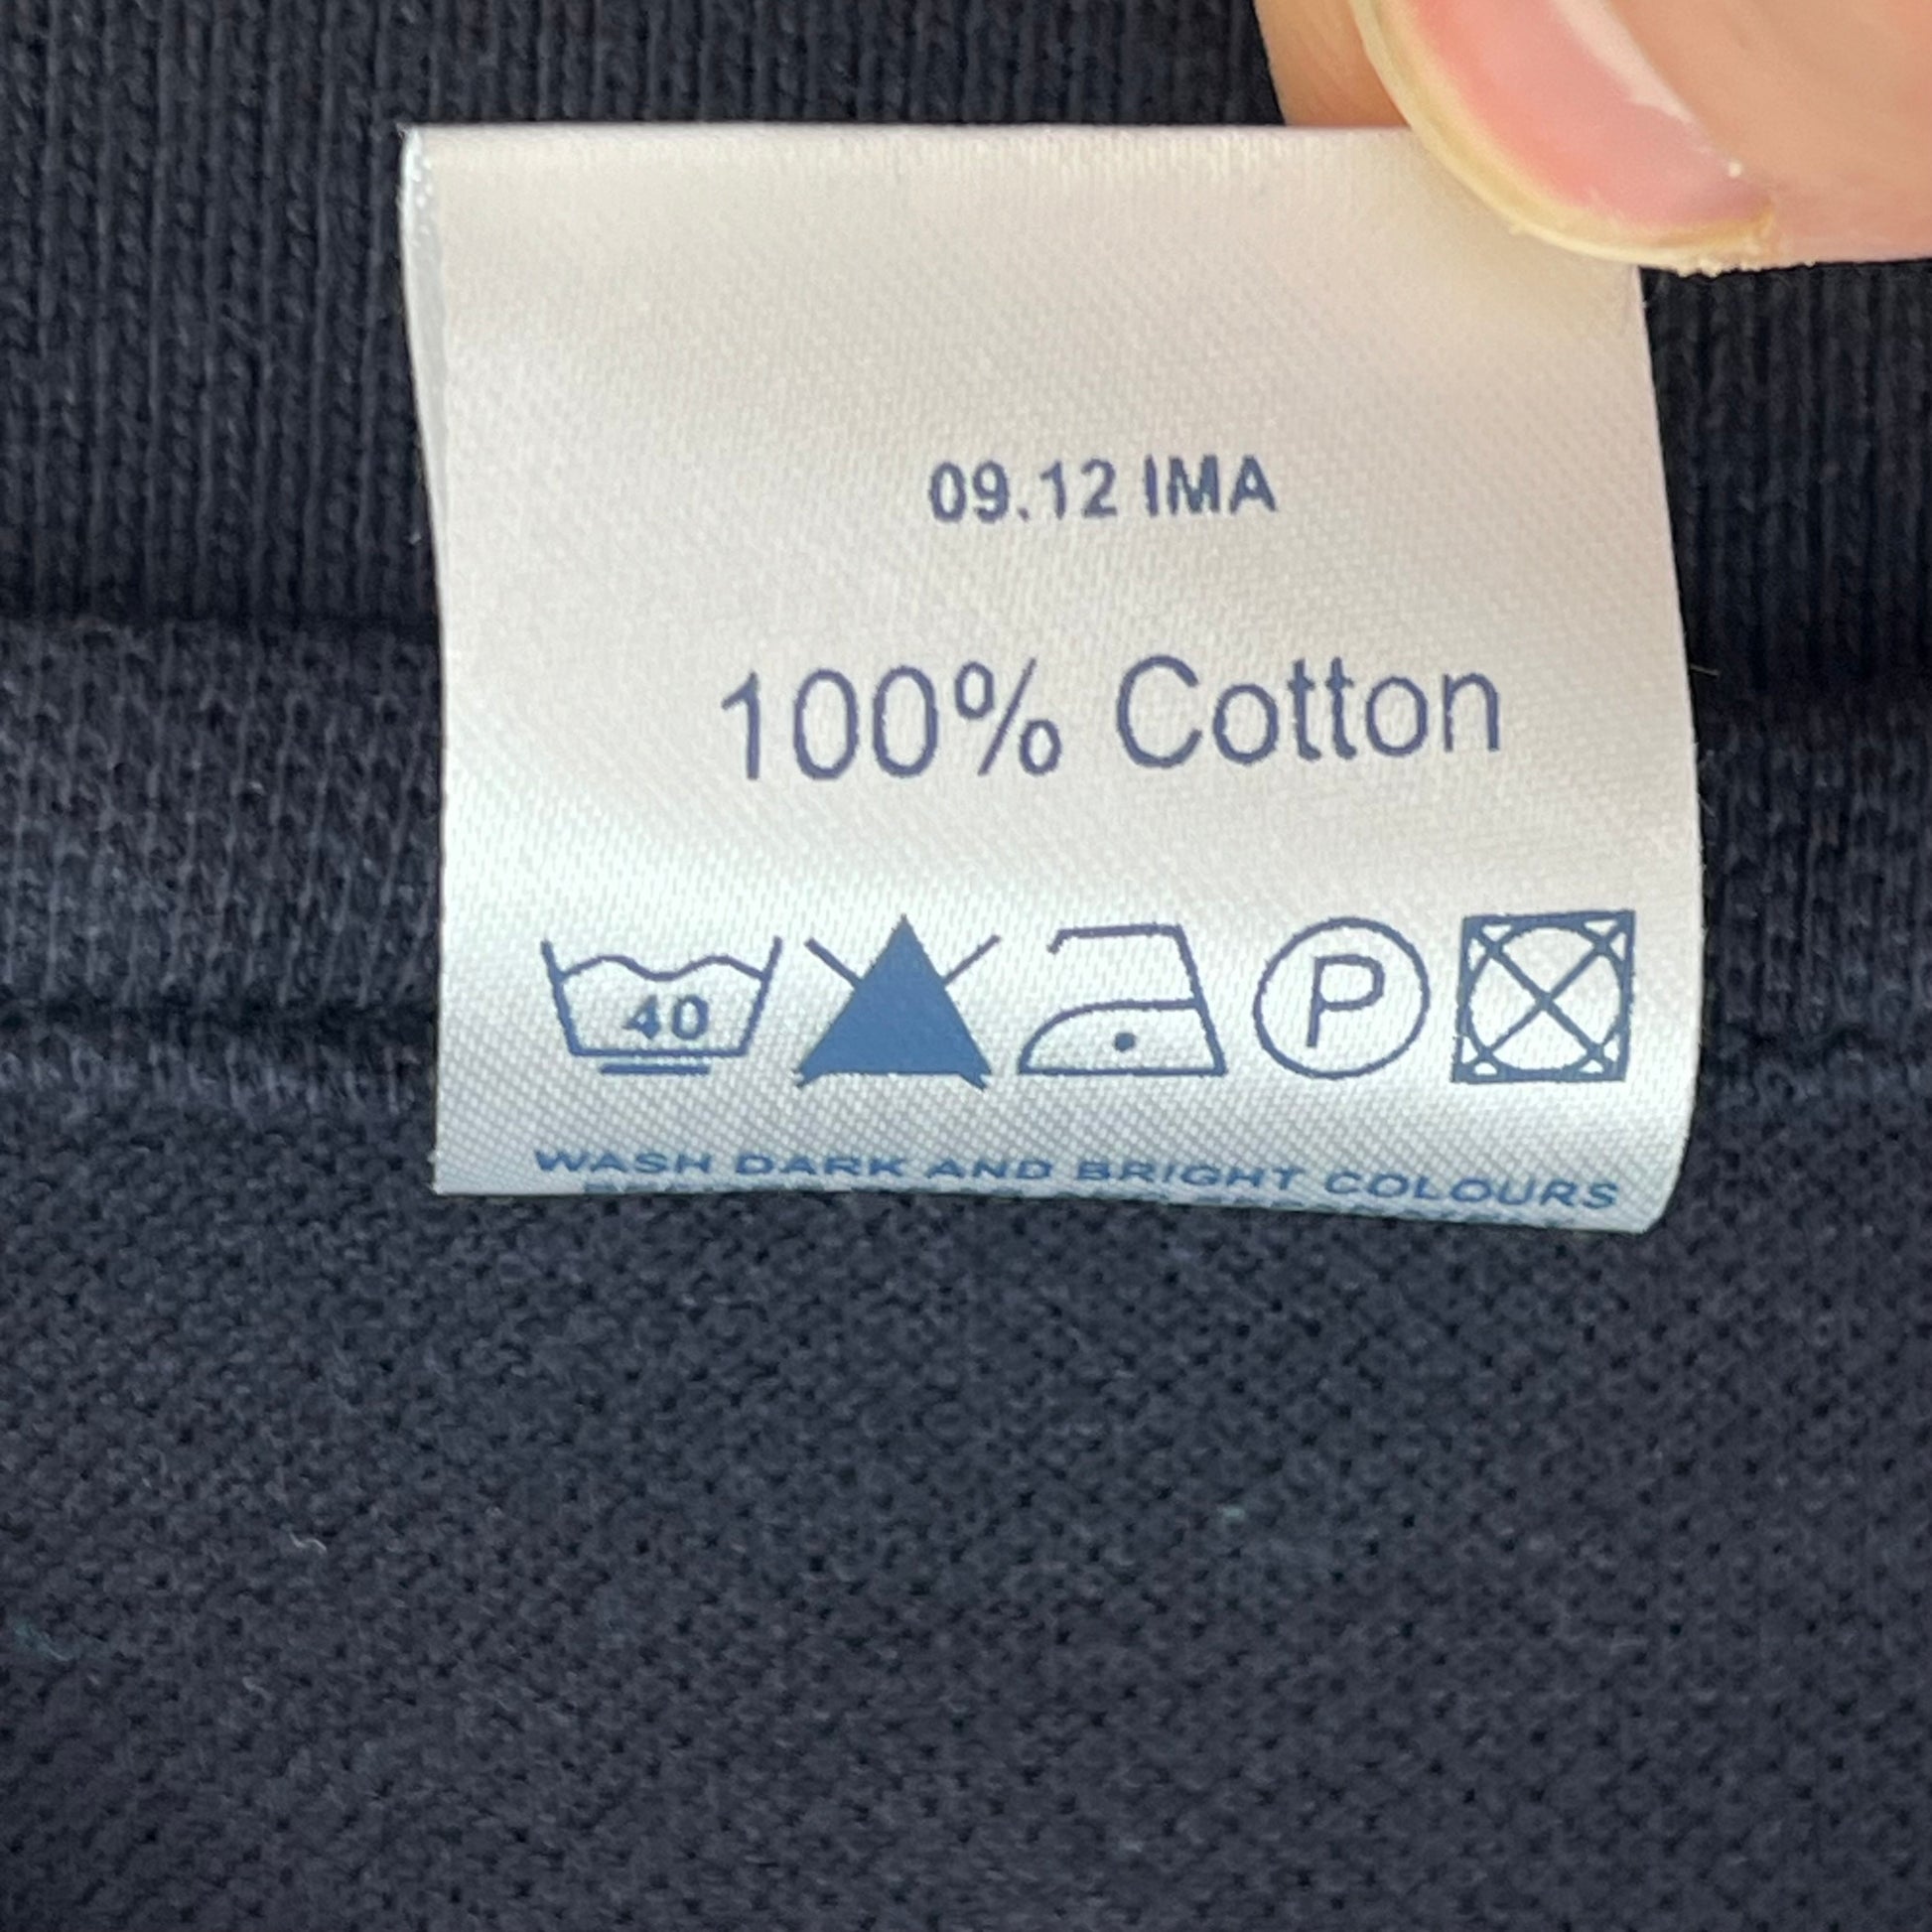 09.12 IMA
100% Cotton
40 P
WASH DARK AND BRIGHT COLOURS